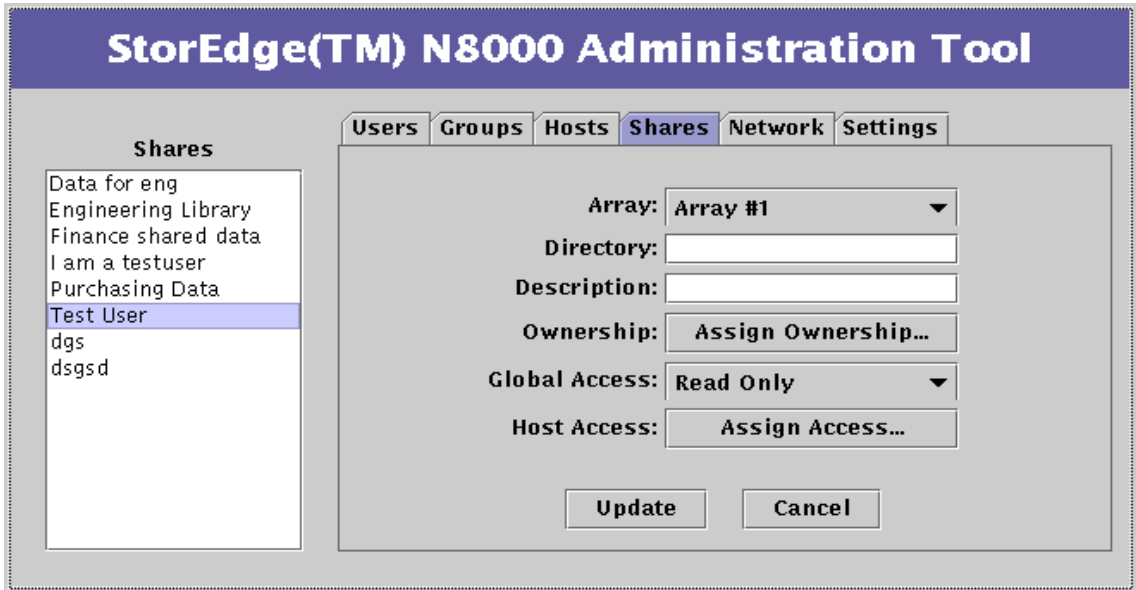 StorEdge(TM) N8000 Administration Tool
Shares
Data for eng
Engineering Library
Finance shared data
I am a testuser
Purchasing Data
Test User
dgs
dsgsd
Users Groups Hosts Shares Network Settings
Array: Array #1
Directory:
Description:
Ownership: Assign Ownership...
Global Access: Read Only
Host Access: Assign Access...
Update Cancel